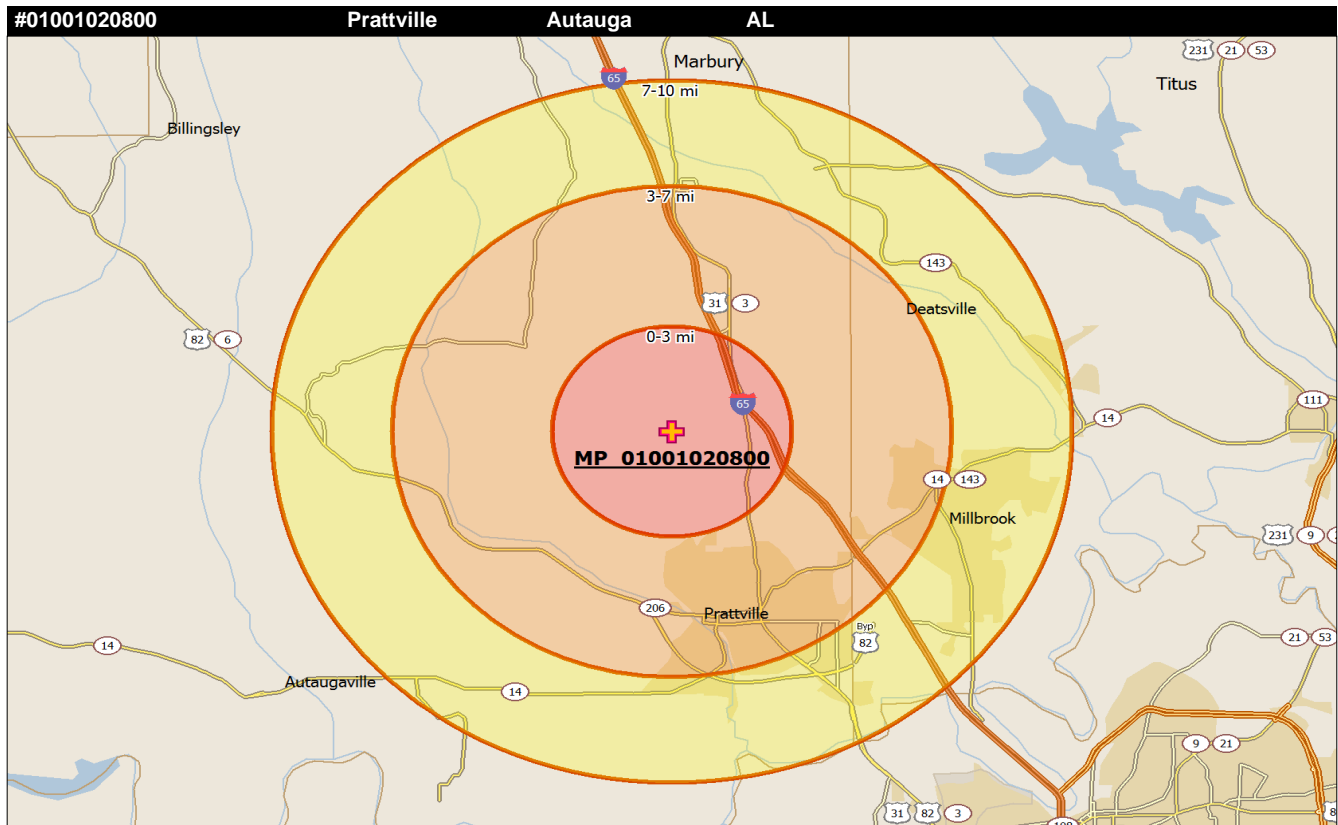 #01001020800 Prattville Autauga AL
Marbury
231 21 53
65
7-10 mi
Titus
Billingsley
3-7 mi
143
31 3
Deatsville
82 6
0-3 mi
111
65
14
MP_01001020800
14 143
Millbrook
231 9
206
Prattville
Byp
82
21 53
14
Autaugaville
14
9 21
31 82 3